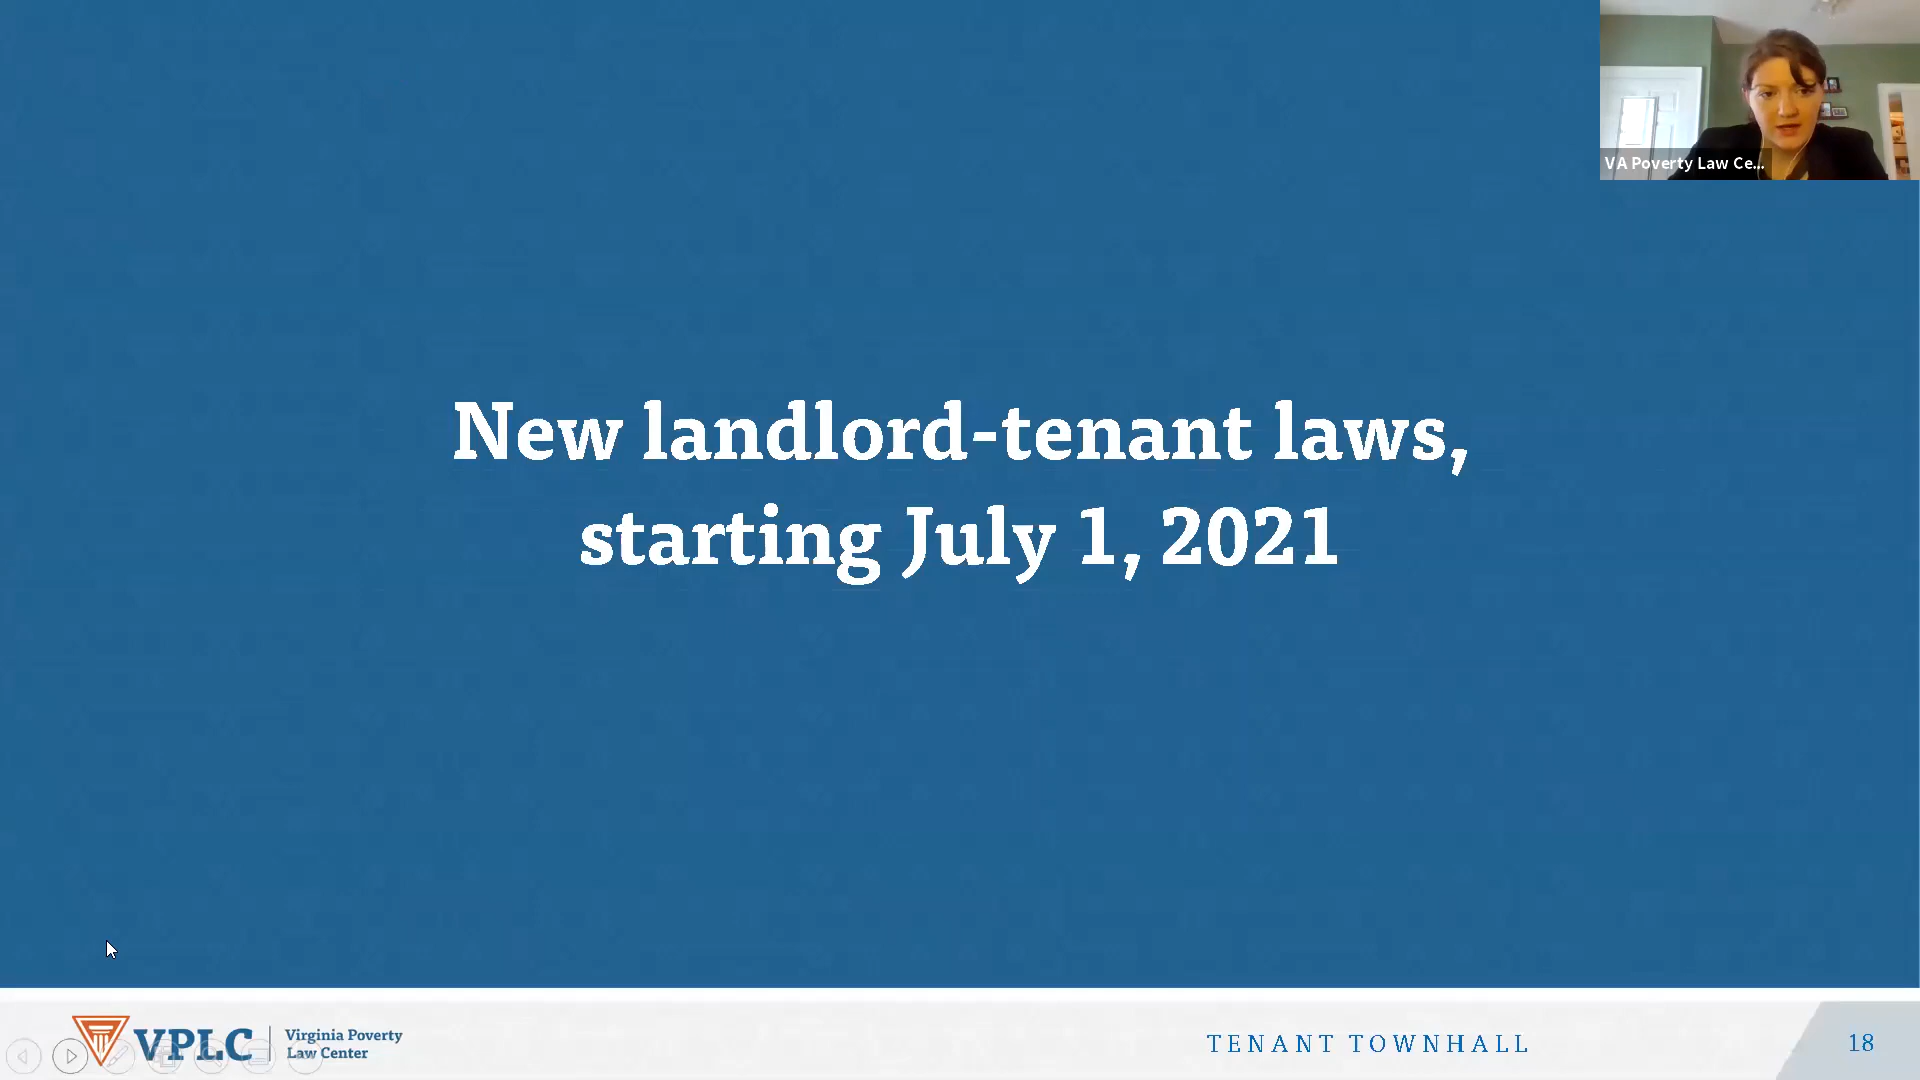 VA Poverty Law Ce...
New landlord-tenant laws,
starting July 1, 2021
VPLC
Virginia Poverty
Law Center
TENANT TOWNHALL
18